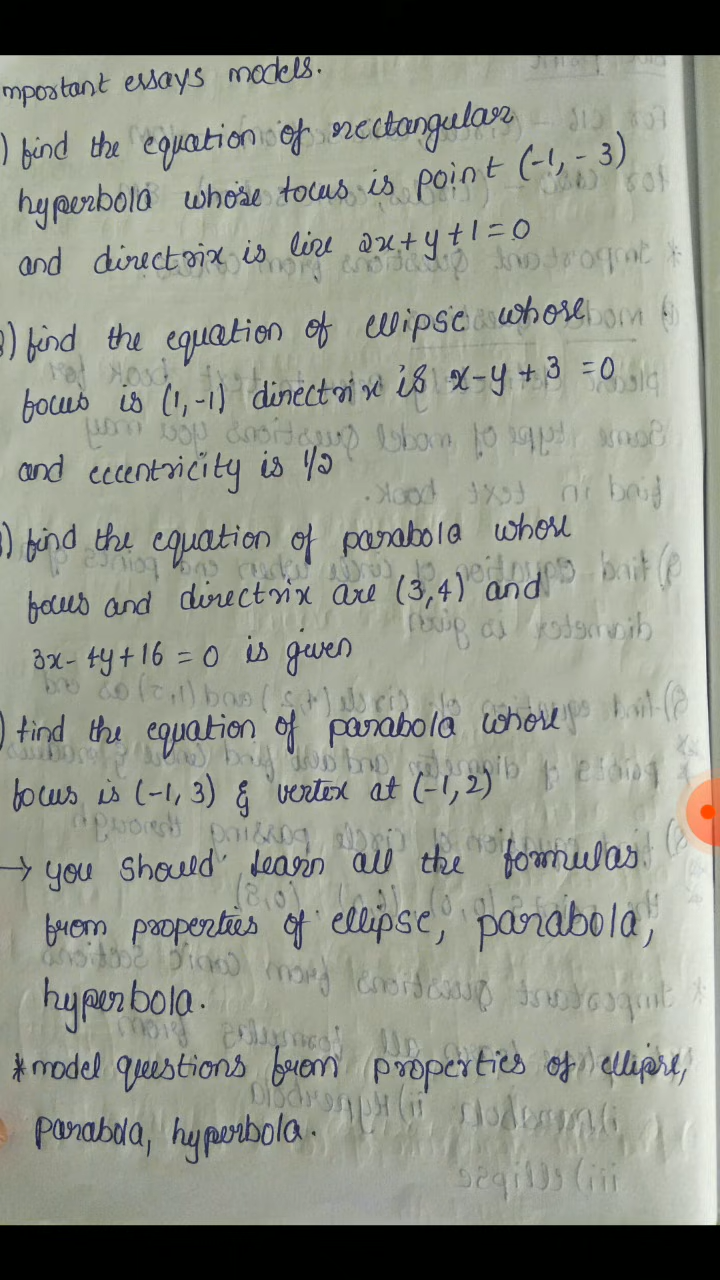 mportant essays models.
) find the equation of rectangular
hyperbola whose focus is point (-1, -3)
and directrix is line 2x+y+1=0
) find the equation of ellipse whose
focus is (1,-1) directrix is x-y+3=0
and eccentricity is 1/2
) find the equation of parabola whose
focus and directrix are (3,4) and
3x-4y+16=0 is given
) find the equation of parabola whose
focus is (-1,3) & vertex at (-1,2)
→ you should learn all the formulas
from properties of ellipse, parabola,
hyperbola.
*model questions from properties of ellipse,
parabola, hyperbola.